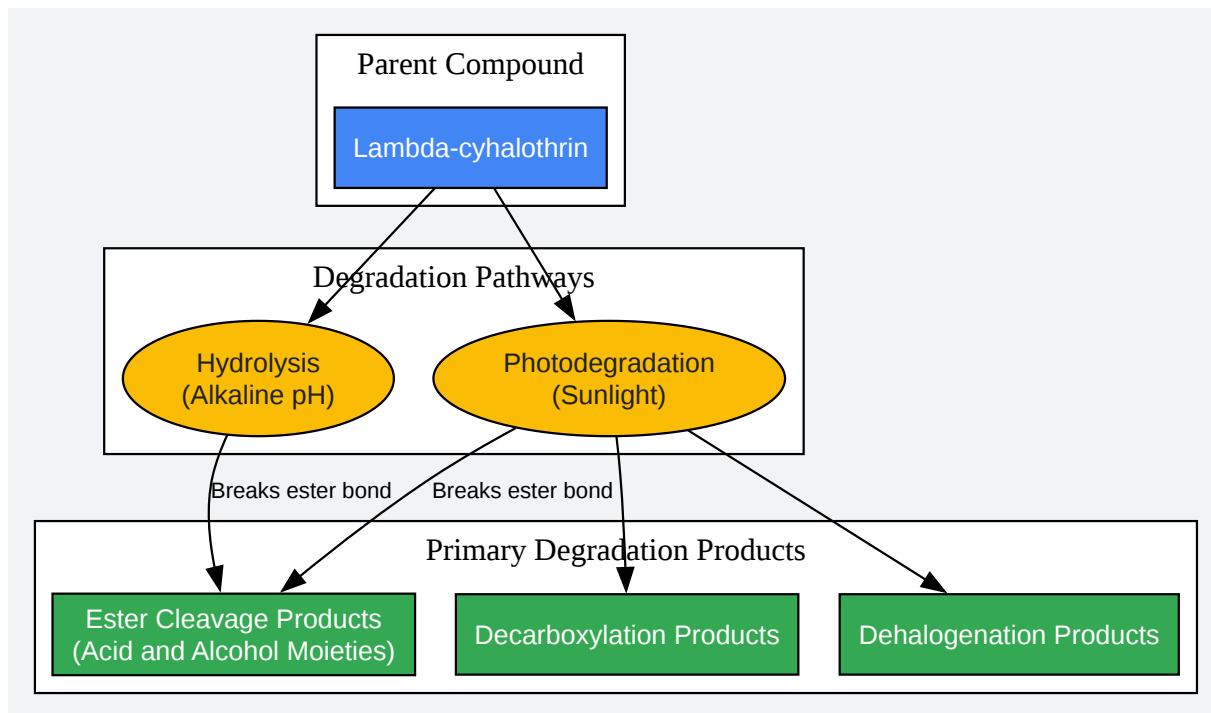 Parent Compound
Lambda-cyhalothrin
Degradation Pathways
Hydrolysis
(Alkaline pH)
Photodegradation
(Sunlight)
Breaks ester bond
Breaks ester bond
Primary Degradation Products
Ester Cleavage Products
(Acid and Alcohol Moieties)
Decarboxylation Products
Dehalogenation Products